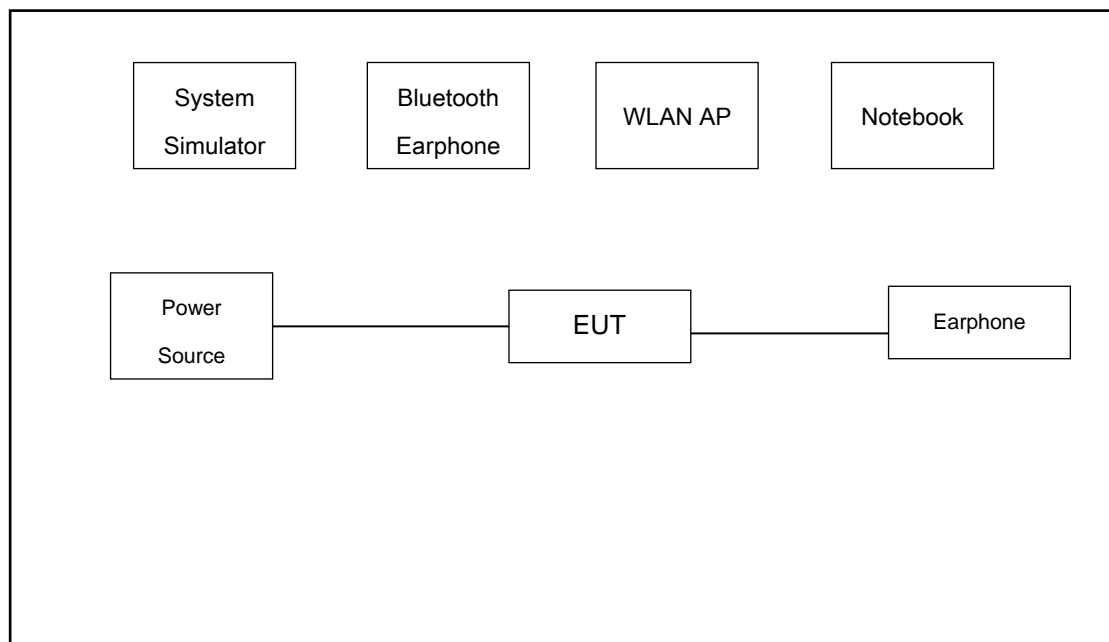 System
Simulator
Bluetooth
Earphone
WLAN AP
Notebook
Power
Source
EUT
Earphone